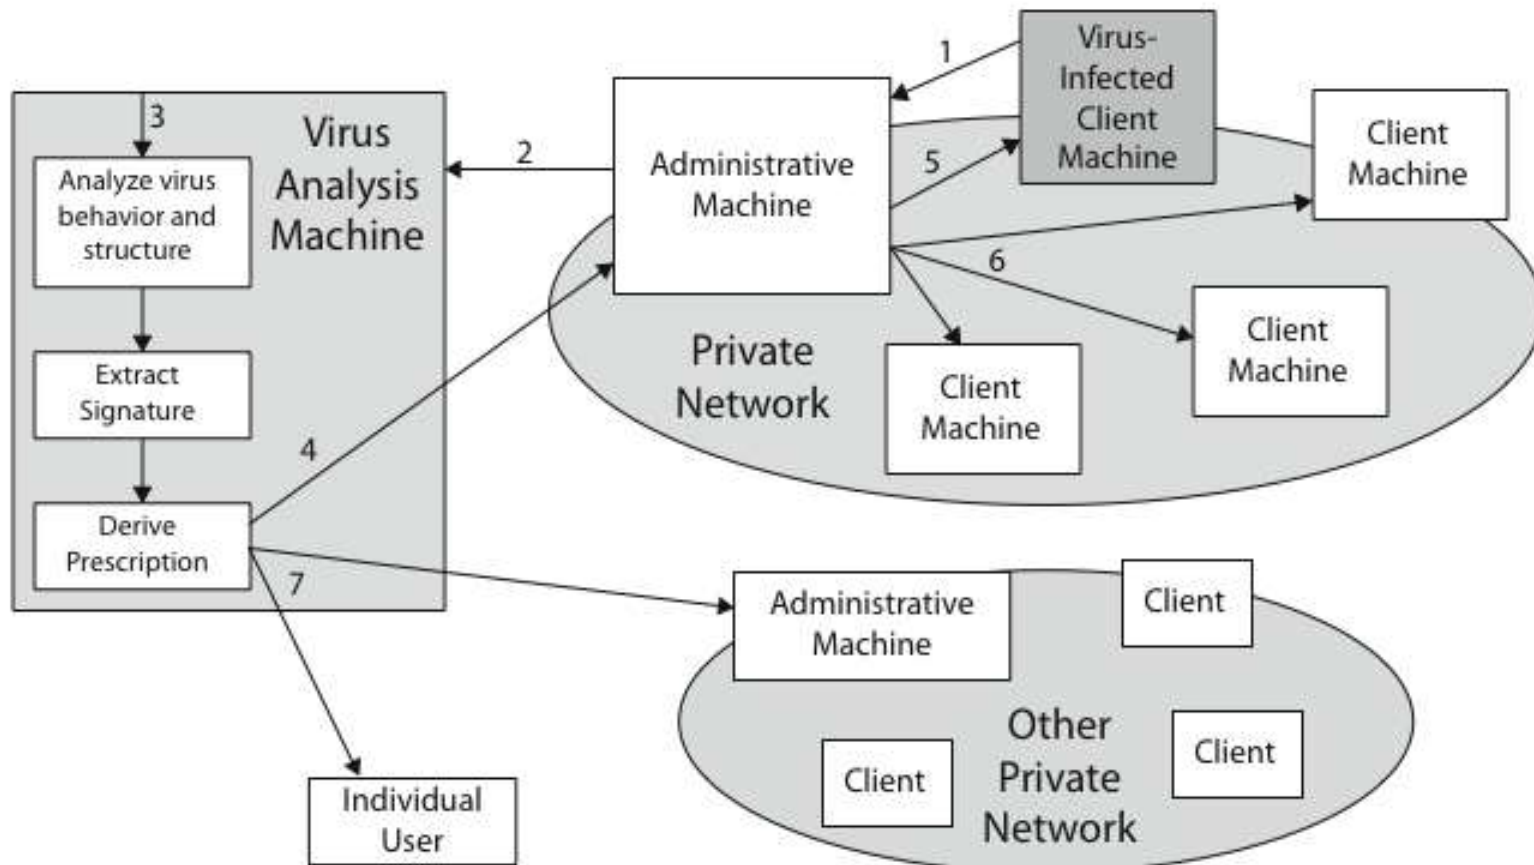 Virus
Analysis
Machine
3
Analyze virus
behavior and
structure
Extract
Signature
Derive
Prescription
2
4
7
1
Administrative
Machine
Virus-
Infected
Client
Machine
5
6
Client
Machine
Client
Machine
Client
Machine
Private
Network
Administrative
Machine
Client
Client
Client
Other
Private
Network
Individual
User